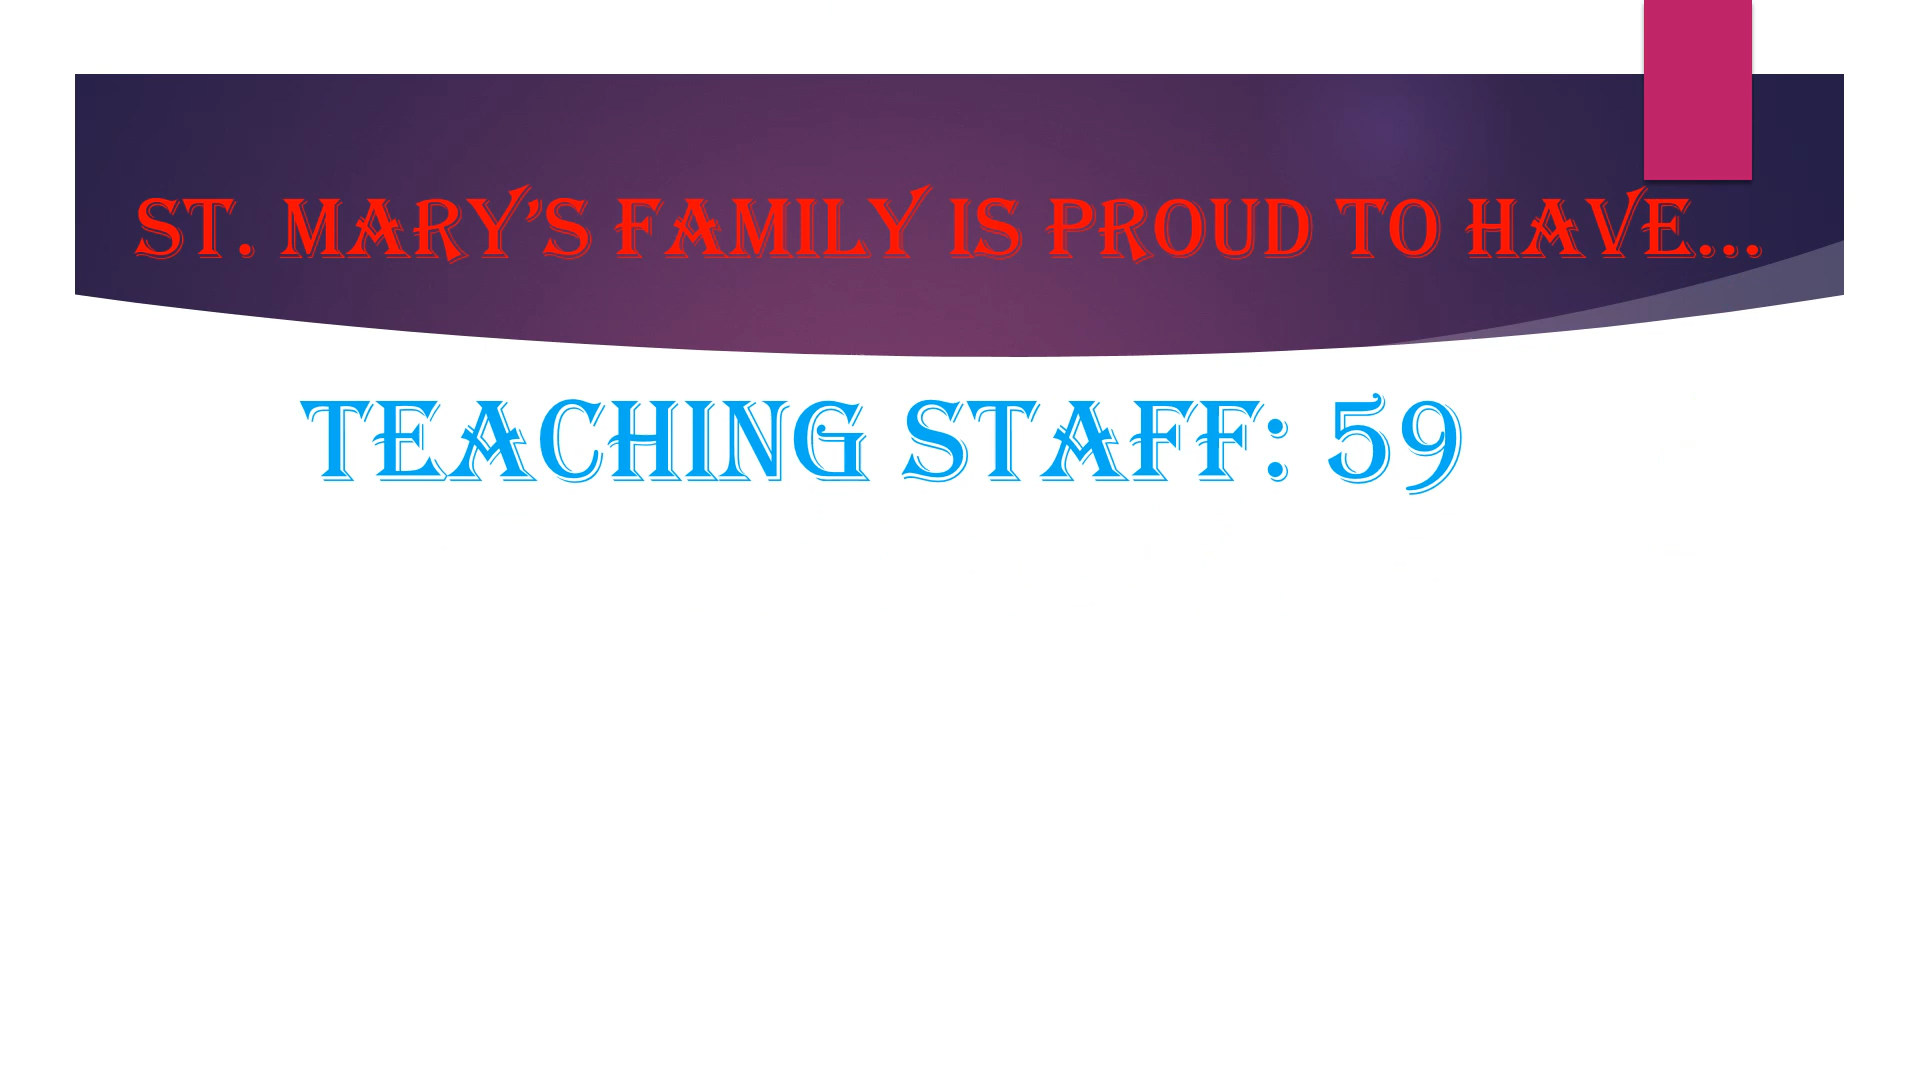 ST. MARY’S FAMILY IS PROUD TO HAVE…
TEACHING STAFF: 59